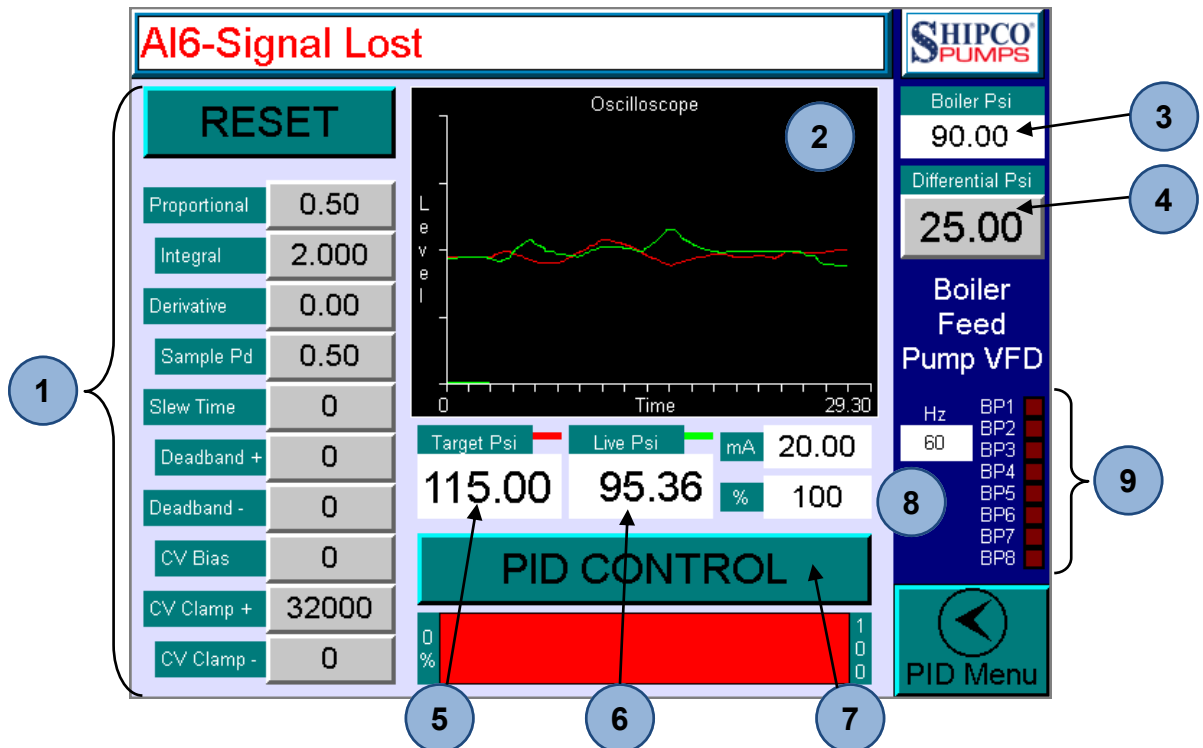 AI6-Signal Lost
SHIPCO
PUMPS
RESET
Proportional 0.50
Integral 2.000
Derivative 0.00
Sample Pd 0.50
Slew Time 0
Deadband + 0
Deadband - 0
CV Bias 0
CV Clamp + 32000
CV Clamp - 0
1
Oscilloscope
2
Level
0 Time 29.30
Target Psi
115.00
Live Psi
95.36
mA 20.00
% 100
8
PID CONTROL
0%
100
5
6
7
Boiler Psi
90.00
3
Differential Psi
25.00
4
Boiler
Feed
Pump VFD
Hz
60
BP1
BP2
BP3
BP4
BP5
BP6
BP7
BP8
9
PID Menu